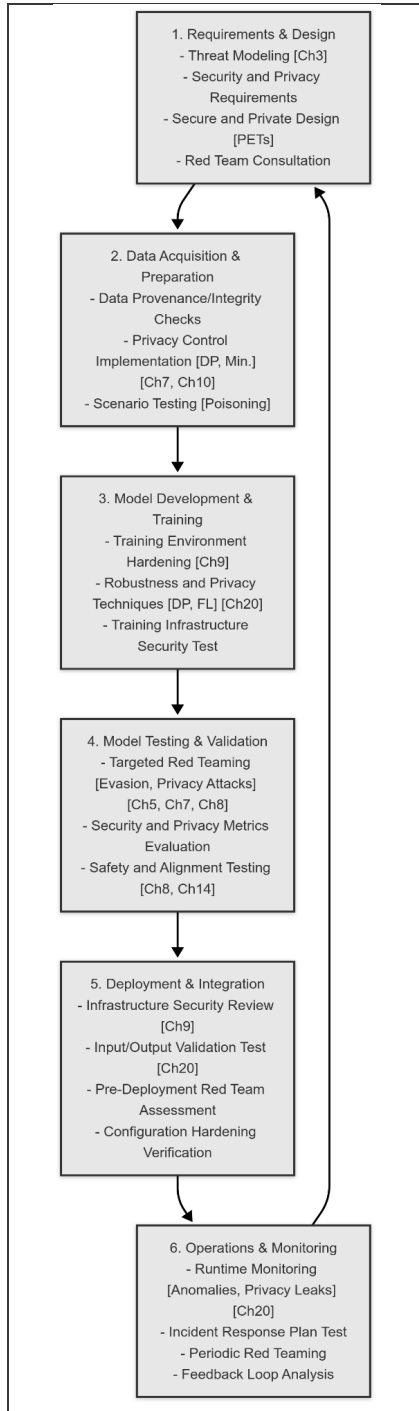 1. Requirements & Design
- Threat Modeling [Ch3]
- Security and Privacy
Requirements
- Secure and Private Design
[PETs]
- Red Team Consultation
2. Data Acquisition &
Preparation
- Data Provenance/Integrity
Checks
- Privacy Control
Implementation [DP, Min.]
[Ch7, Ch10]
- Scenario Testing [Poisoning]
3. Model Development &
Training
- Training Environment
Hardening [Ch9]
- Robustness and Privacy
Techniques [DP, FL] [Ch20]
- Training Infrastructure
Security Test
4. Model Testing & Validation
- Targeted Red Teaming
[Evasion, Privacy Attacks]
[Ch5, Ch7, Ch8]
- Security and Privacy Metrics
Evaluation
- Safety and Alignment Testing
[Ch8, Ch14]
5. Deployment & Integration
- Infrastructure Security Review
[Ch9]
- Input/Output Validation Test
[Ch20]
- Pre-Deployment Red Team
Assessment
- Configuration Hardening
Verification
6. Operations & Monitoring
- Runtime Monitoring
[Anomalies, Privacy Leaks]
[Ch20]
- Incident Response Plan Test
- Periodic Red Teaming
- Feedback Loop Analysis